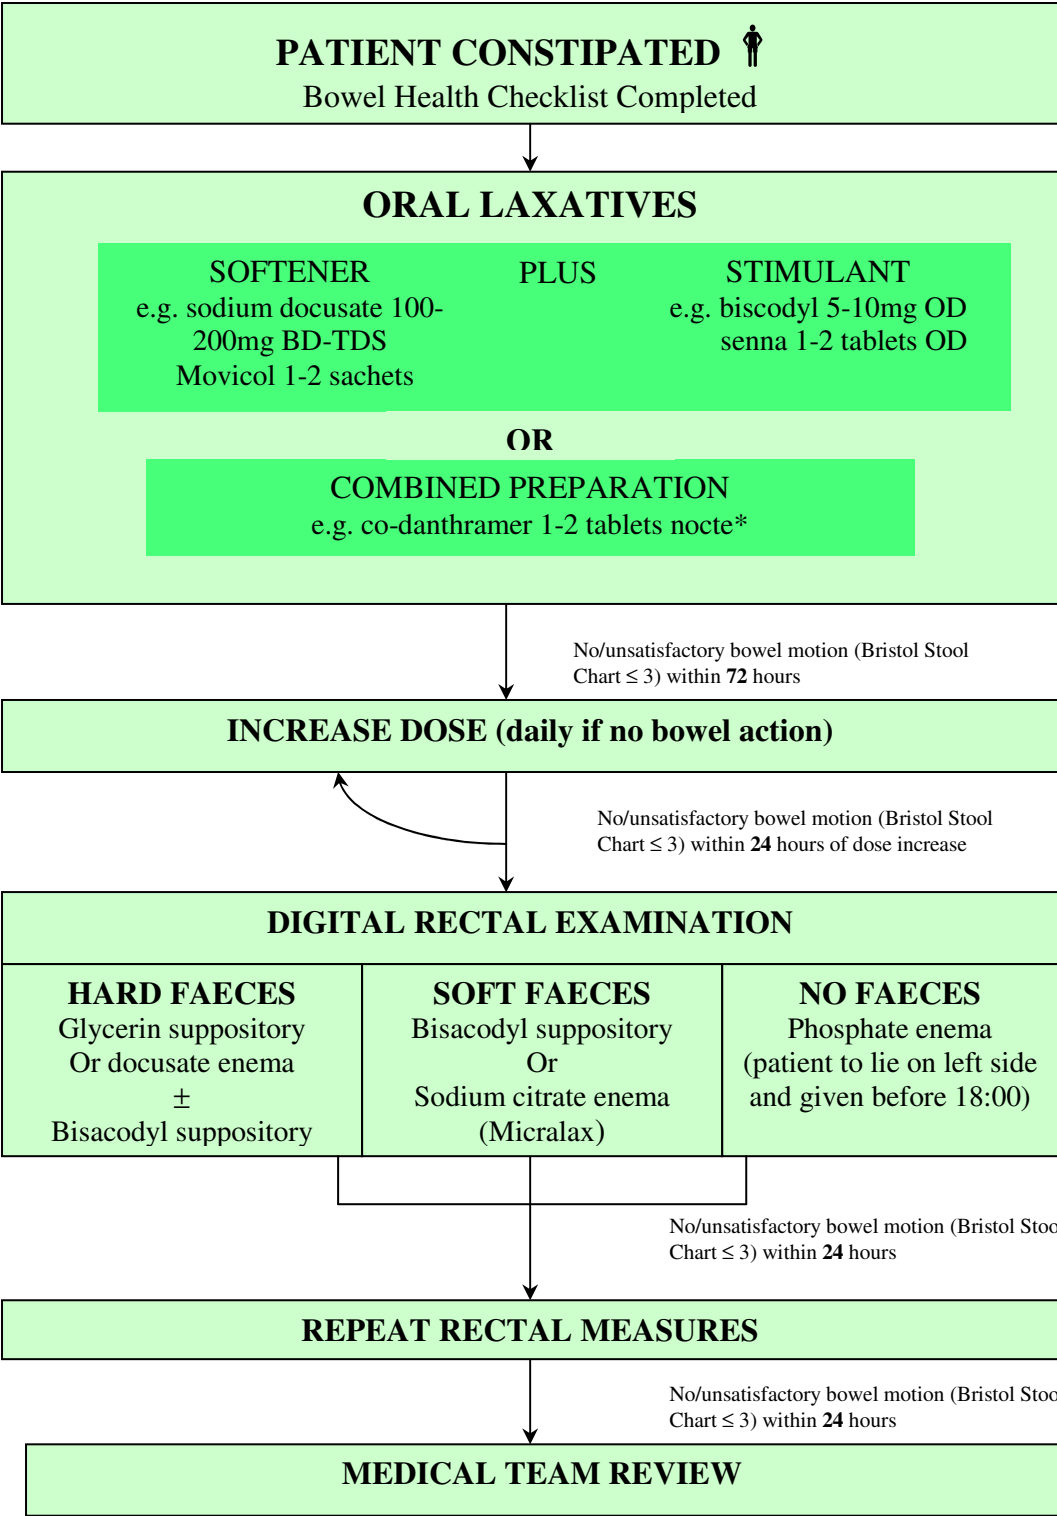 PATIENT CONSTIPATED
Bowel Health Checklist Completed
ORAL LAXATIVES
SOFTENER
e.g. sodium docusate 100-
200mg BD-TDS
Movicol 1-2 sachets
PLUS
STIMULANT
e.g. biscodyl 5-10mg OD
senna 1-2 tablets OD
OR
COMBINED PREPARATION
e.g. co-danthramer 1-2 tablets nocte*
No/unsatisfactory bowel motion (Bristol Stool
Chart ≤ 3) within 72 hours
INCREASE DOSE (daily if no bowel action)
No/unsatisfactory bowel motion (Bristol Stool
Chart ≤ 3) within 24 hours of dose increase
DIGITAL RECTAL EXAMINATION
HARD FAECES
Glycerin suppository
Or docusate enema
±
Bisacodyl suppository
SOFT FAECES
Bisacodyl suppository
Or
Sodium citrate enema
(Micralax)
NO FAECES
Phosphate enema
(patient to lie on left side
and given before 18:00)
No/unsatisfactory bowel motion (Bristol Stoo
Chart ≤ 3) within 24 hours
REPEAT RECTAL MEASURES
No/unsatisfactory bowel motion (Bristol Stoo
Chart ≤ 3) within 24 hours
MEDICAL TEAM REVIEW